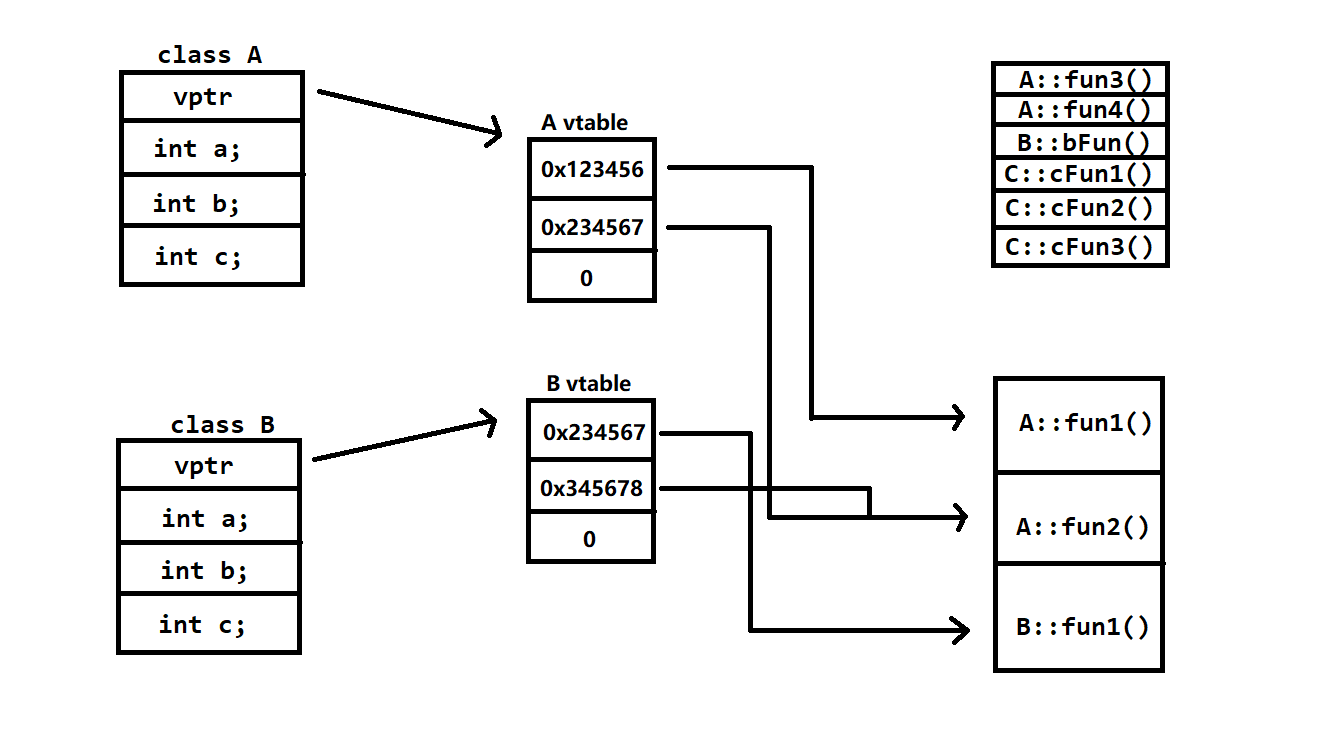 class A
vptr
int a;
int b;
int c;
A vtable
0x123456
0x234567
0
A::fun3()
A::fun4()
B::bFun()
C::cFun1()
C::cFun2()
C::cFun3()
class B
vptr
int a;
int b;
int c;
B vtable
0x234567
0x345678
0
A::fun1()
A::fun2()
B::fun1()